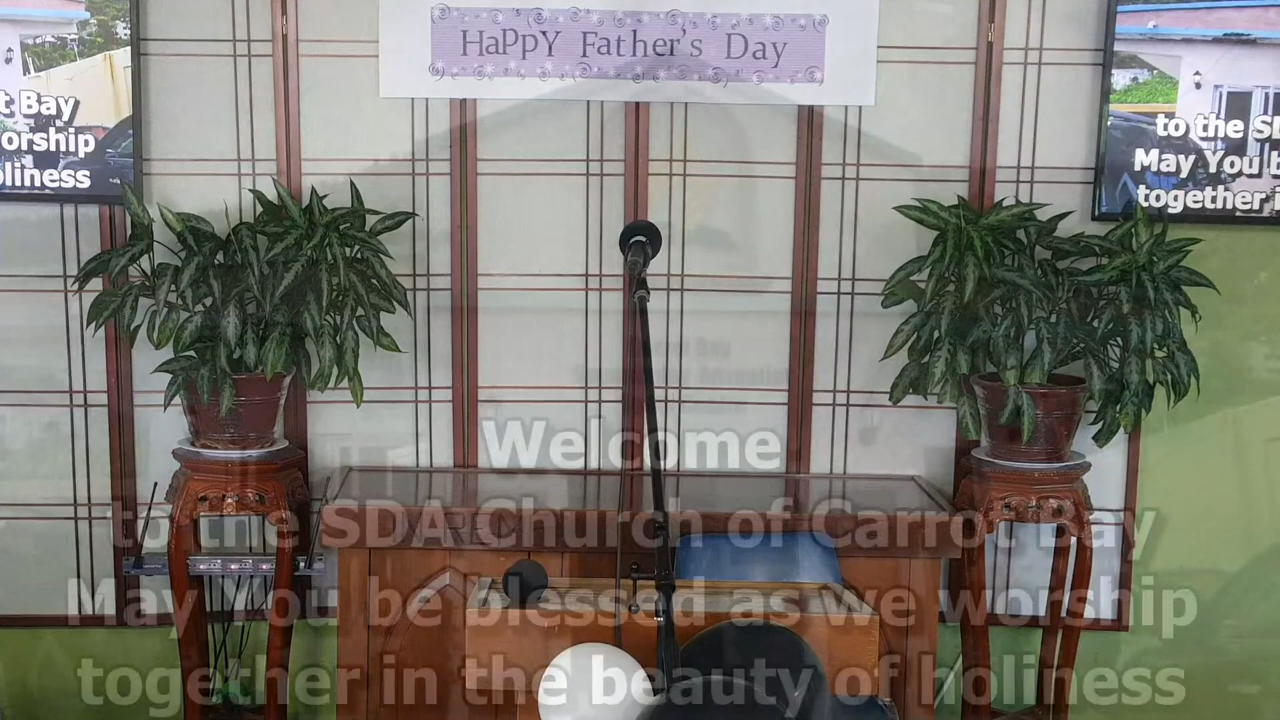 HaPpY Father's Day
t Bay
orship
oliness
to the S
May You b
together i
Welcome
to the SDA Church of Carrot Bay
May You be blessed as we worship
together in the beauty of holiness